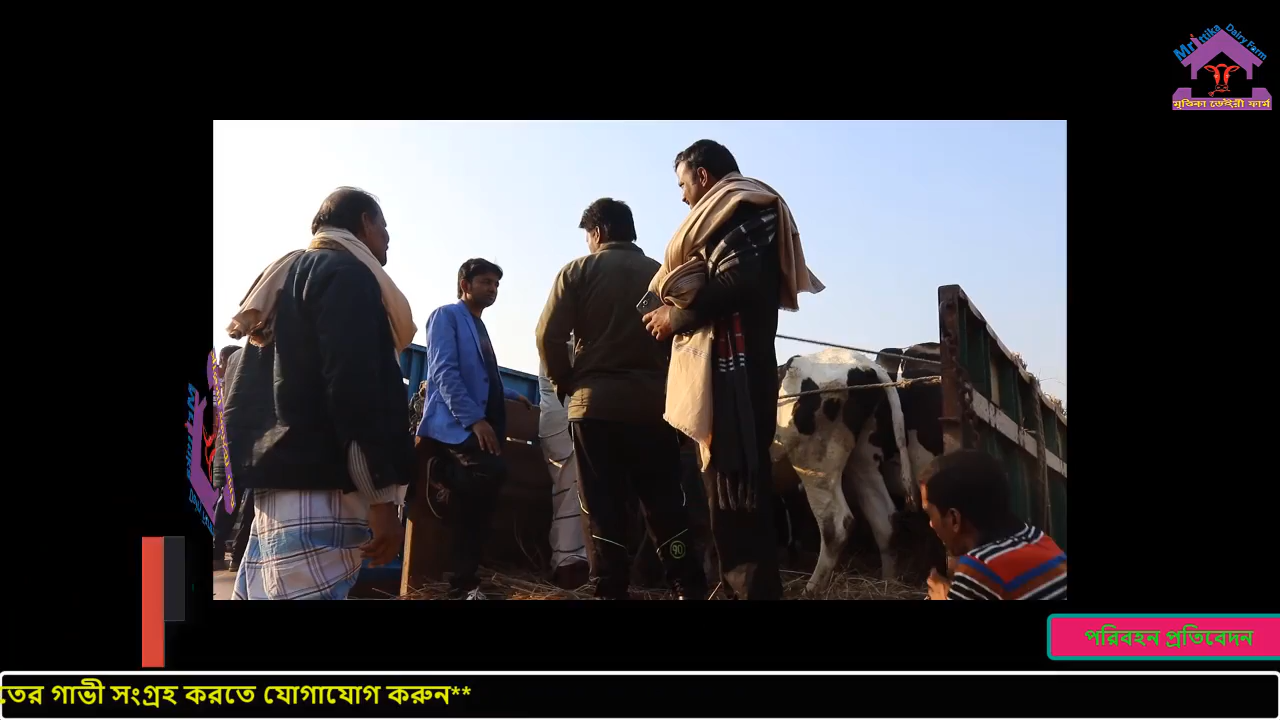 Mrittika Dairy Farm
মৃত্তিকা ডেইরী ফার্ম
পরিবহন প্রতিবেদন
তের গাভী সংগ্রহ করতে যোগাযোগ করুন**